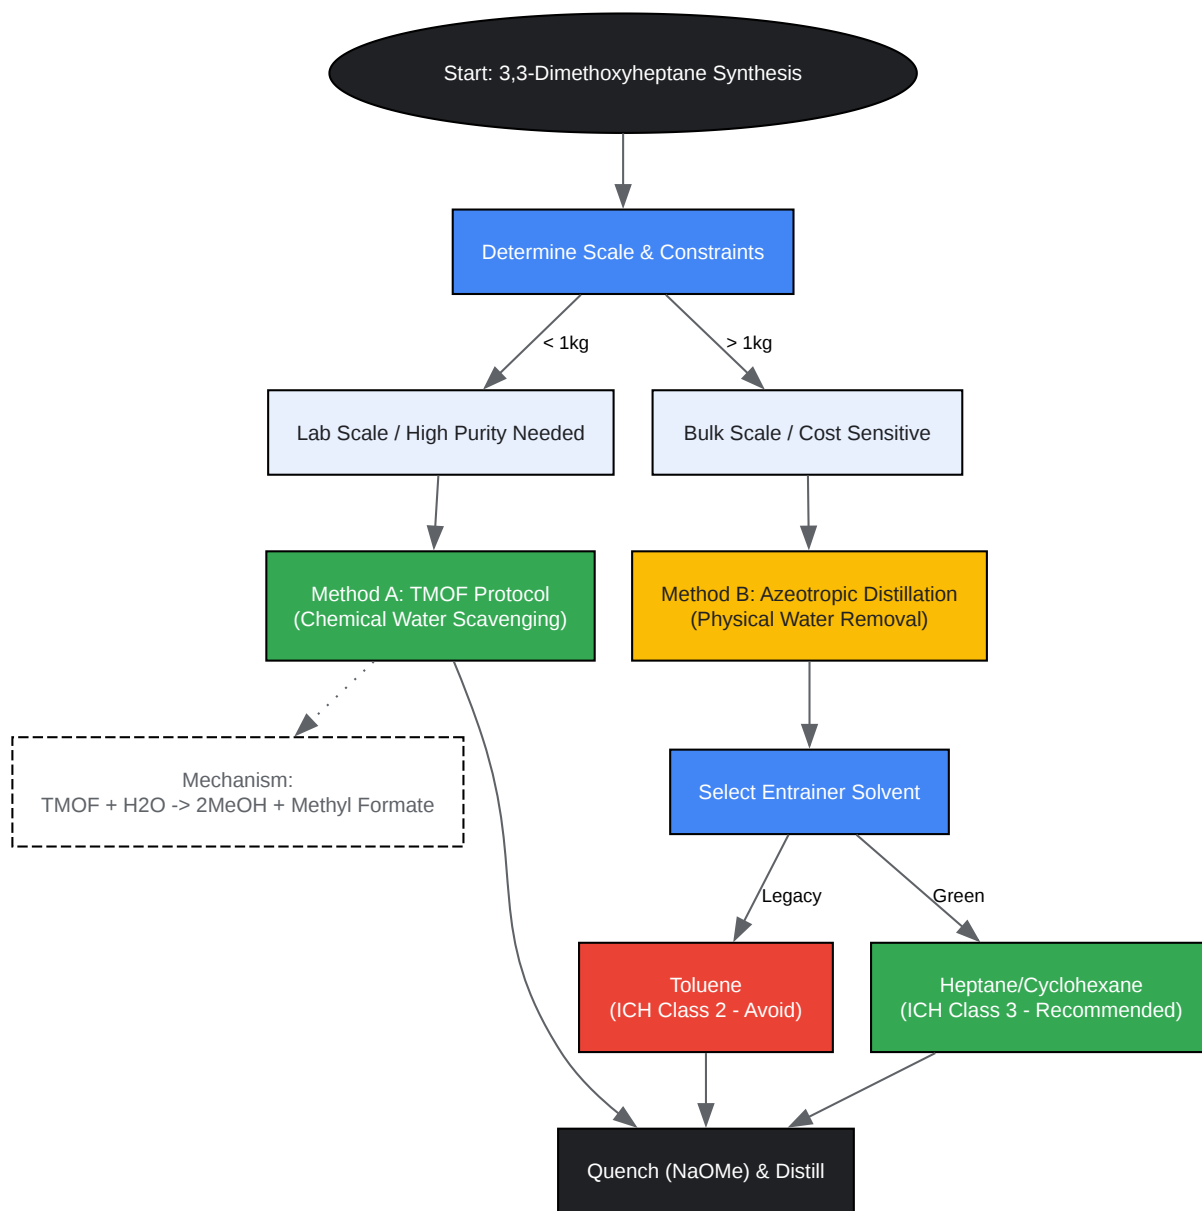 Start: 3,3-Dimethoxyheptane Synthesis
Determine Scale & Constraints
< 1kg
> 1kg
Lab Scale / High Purity Needed
Bulk Scale / Cost Sensitive
Method A: TMOF Protocol
(Chemical Water Scavenging)
Method B: Azeotropic Distillation
(Physical Water Removal)
Mechanism:
TMOF + H2O -> 2MeOH + Methyl Formate
Select Entrainer Solvent
Legacy
Green
Toluene
(ICH Class 2 - Avoid)
Heptane/Cyclohexane
(ICH Class 3 - Recommended)
Quench (NaOMe) & Distill